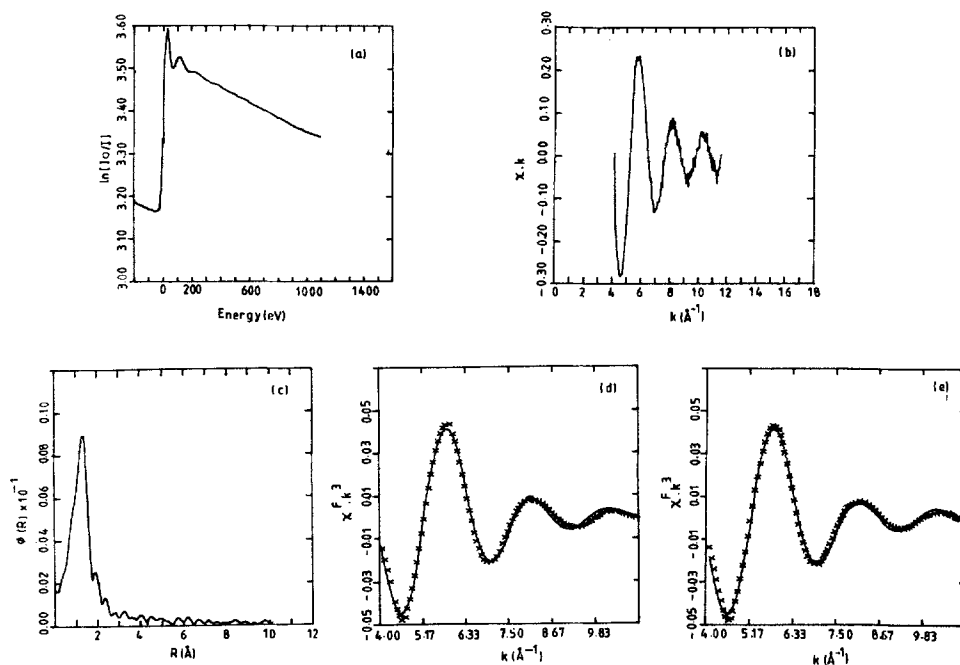 (a)
3.60
3.50
3.40
3.30
3.20
3.10
3.00
ln[Io/I]
0 200 600 1000 1400
Energy(eV)
(b)
0.30
0.20
0.10
0.00
-0.10
-0.20
0.30
χ.k
0 2 4 6 8 10 12 14 16 18
k(Å⁻¹)
(c)
0.10
0.08
0.06
0.04
0.02
0.00
ø(R)×10⁻¹
2 4 6 8 10 12
R(Å)
(d)
0.05
0.03
0.01
-0.01
-0.03
-0.05
χF.k3
4.00 5.17 6.33 7.50 8.67 9.83
k(Å⁻¹)
(e)
0.05
0.03
0.01
-0.01
-0.03
-0.05
χF.k3
4.00 5.17 6.33 7.50 8.67 9.83
k(Å⁻¹)